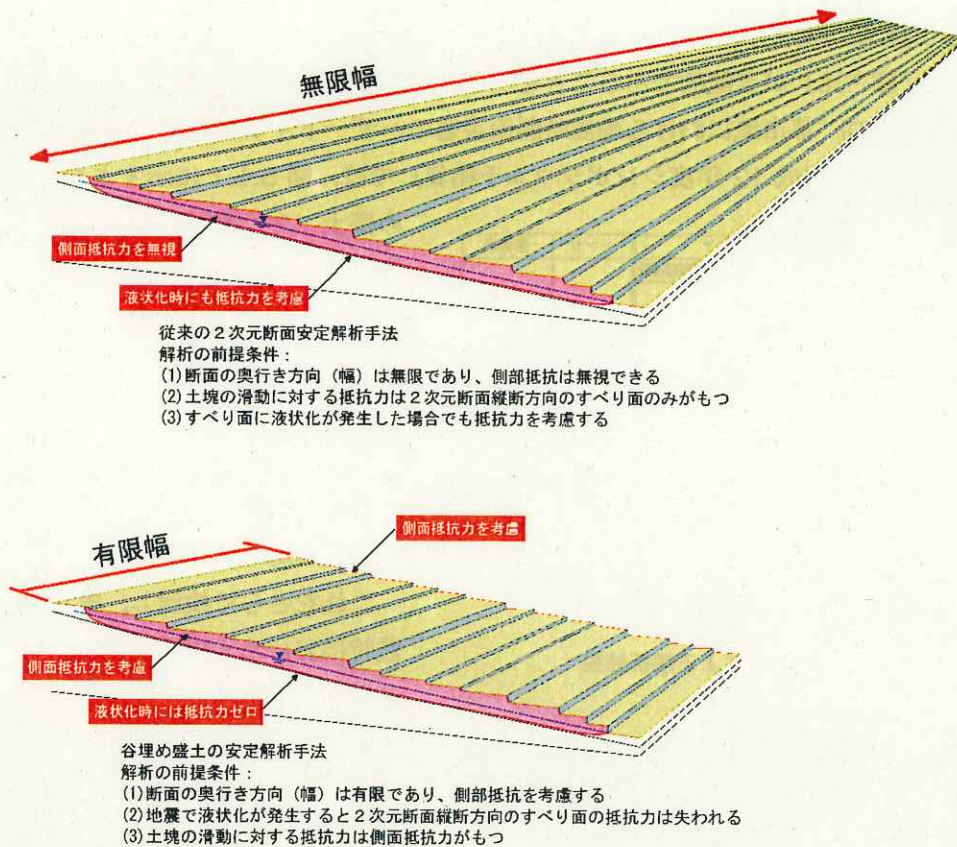 無限幅
側面抵抗力を無視
液状化時にも抵抗力を考慮
従来の２次元断面安定解析手法
解析の前提条件：
(1)断面の奥行き方向（幅）は無限であり、側部抵抗は無視できる
(2)土塊の滑動に対する抵抗力は２次元断面縦断方向のすべり面のみがもつ
(3)すべり面に液状化が発生した場合でも抵抗力を考慮する
側面抵抗力を考慮
有限幅
側面抵抗力を考慮
液状化時には抵抗力ゼロ
谷埋め盛土の安定解析手法
解析の前提条件：
(1)断面の奥行き方向（幅）は有限であり、側部抵抗を考慮する
(2)地震で液状化が発生すると２次元断面縦断方向のすべり面の抵抗力は失われる
(3)土塊の滑動に対する抵抗力は側面抵抗力がもつ